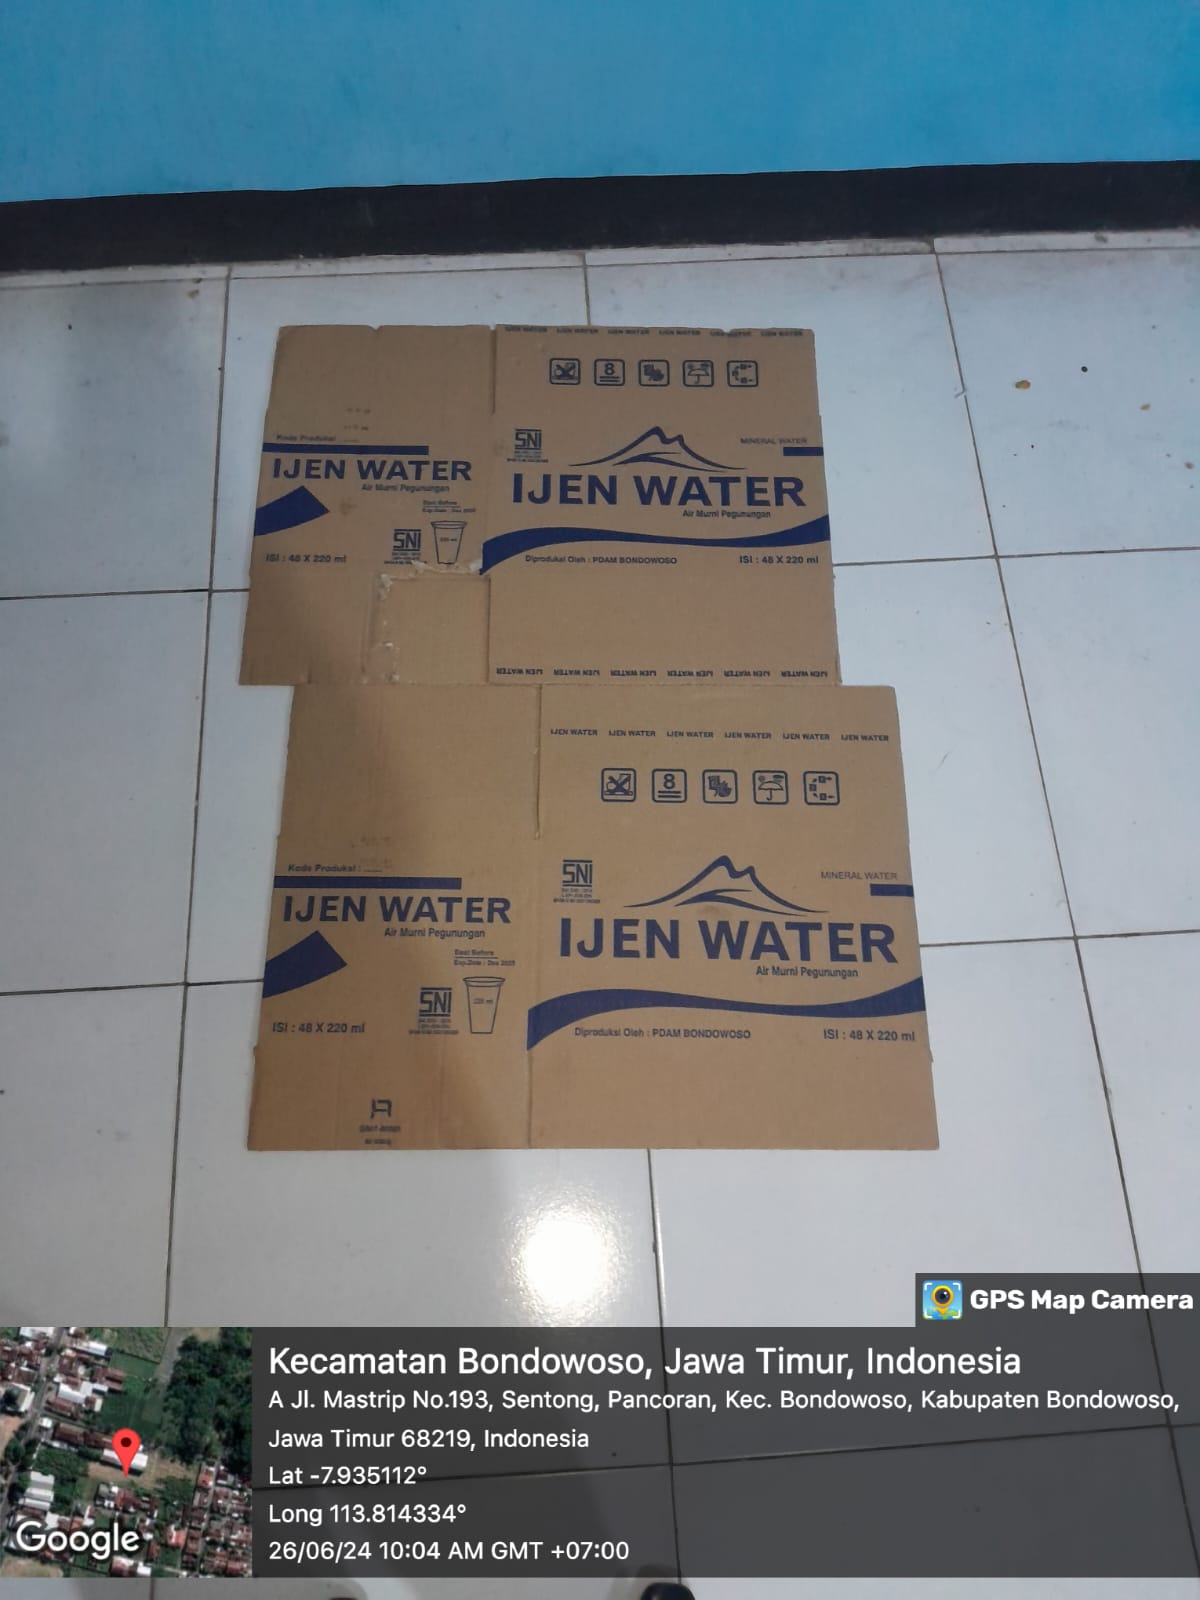 IJEN WATER IJEN WATER IJEN WATER IJEN WATER IJEN WATER IJEN WATER
8
Kode Produksi
IJEN WATER
Air Murni Pegunungan
Best Before
Exp.Date : Des
SNI
220 ml
ISI : 48 X 220 ml
SNI
MINERAL WATER
IJEN WATER
Air Murni Pegunungan
Diproduksi Oleh : PDAM BONDOWOSO
ISI : 48 X 220 ml
IJEN WATER IJEN WATER IJEN WATER IJEN WATER IJEN WATER IJEN WATER
IJEN WATER IJEN WATER IJEN WATER IJEN WATER IJEN WATER IJEN WATER
8
Kode Produksi :
IJEN WATER
Air Murni Pegunungan
Best Before
Exp.Date : Des 2025
SNI
220 ml
ISI : 48 X 220 ml
SNI
MINERAL WATER
IJEN WATER
Air Murni Pegunungan
Diproduksi Oleh : PDAM BONDOWOSO
ISI : 48 X 220 ml
GPS Map Camera
Kecamatan Bondowoso, Jawa Timur, Indonesia
A Jl. Mastrip No.193, Sentong, Pancoran, Kec. Bondowoso, Kabupaten Bondowoso,
Jawa Timur 68219, Indonesia
Lat -7.935112°
Long 113.814334°
26/06/24 10:04 AM GMT +07:00
Google